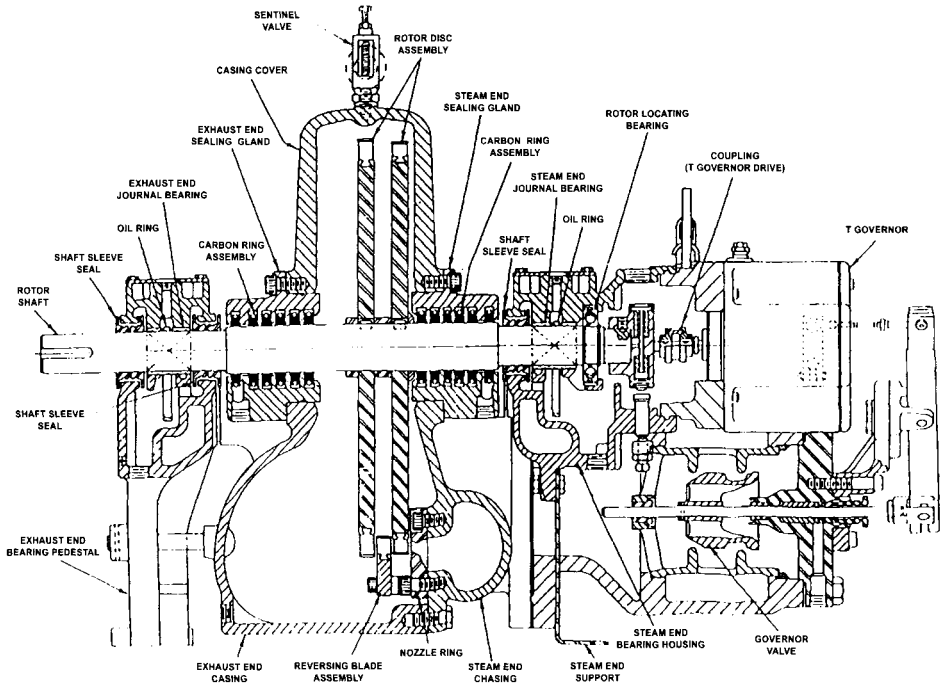 SENTINEL
VALVE
ROTOR DISC
ASSEMBLY
CASING COVER
STEAM END
SEALING GLAND
EXHAUST END
SEALING GLAND
ROTOR LOCATING
BEARING
CARBON RING
ASSEMBLY
COUPLING
(T GOVERNOR DRIVE)
EXHAUST END
JOURNAL BEARING
STEAM END
JOURNAL BEARING
OIL RING
OIL RING
T GOVERNOR
SHAFT SLEEVE
SEAL
CARBON RING
ASSEMBLY
SHAFT
SLEEVE SEAL
ROTOR
SHAFT
SHAFT SLEEVE
SEAL
EXHAUST END
BEARING PEDESTAL
EXHAUST END
CASING
REVERSING BLADE
ASSEMBLY
NOZZLE RING
STEAM END
CHASING
STEAM END
SUPPORT
STEAM END
BEARING HOUSING
GOVERNOR
VALVE